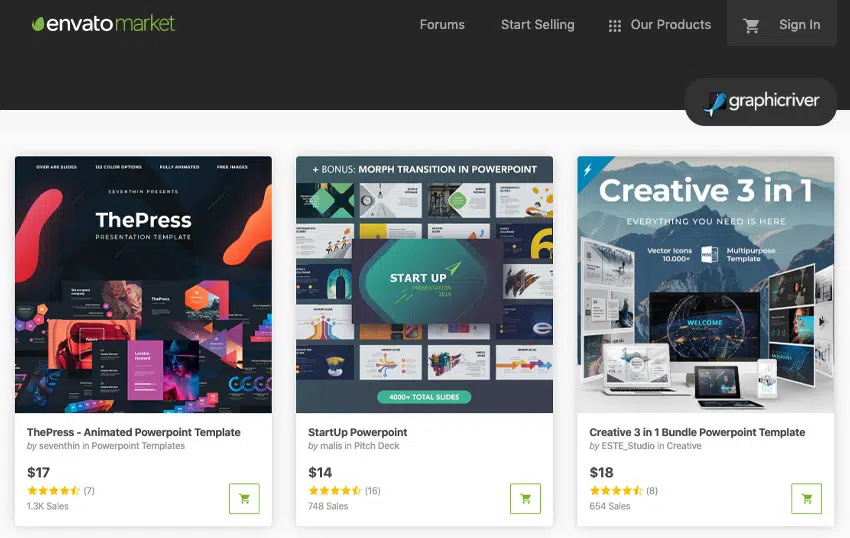 envato market
Forums
Start Selling
Our Products
Sign In
graphicriver
OVER 460 SLIDES
122 COLOR OPTIONS
FULLY ANIMATED
FREE IMAGES
SEVENTHIN PRESENTS
ThePress
PRESENTATION TEMPLATE
ThePress
+ BONUS: MORPH TRANSITION IN POWERPOINT
START UP
PRESENTATION
2019
4000+ TOTAL SLIDES
Creative 3 in 1
EVERYTHING YOU NEED IS HERE
Vector Icons
10.000+
Multipurpose
Template
WELCOME
ThePress - Animated Powerpoint Template
by seventhin in Powerpoint Templates
$17
(7)
1.3K Sales
StartUp Powerpoint
by malis in Pitch Deck
$14
(16)
748 Sales
Creative 3 in 1 Bundle Powerpoint Template
by ESTE_Studio in Creative
$18
(8)
654 Sales